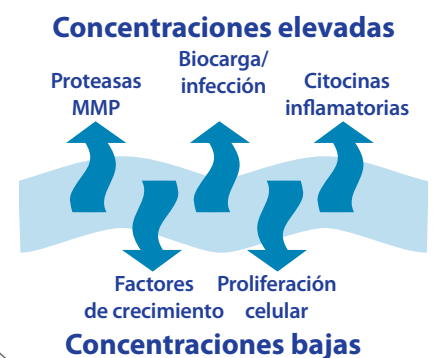 Concentraciones elevadas
Biocarga/
infección
Proteasas
MMP
Citocinas
inflamatorias
Factores
de crecimiento
Proliferación
celular
Concentraciones bajas